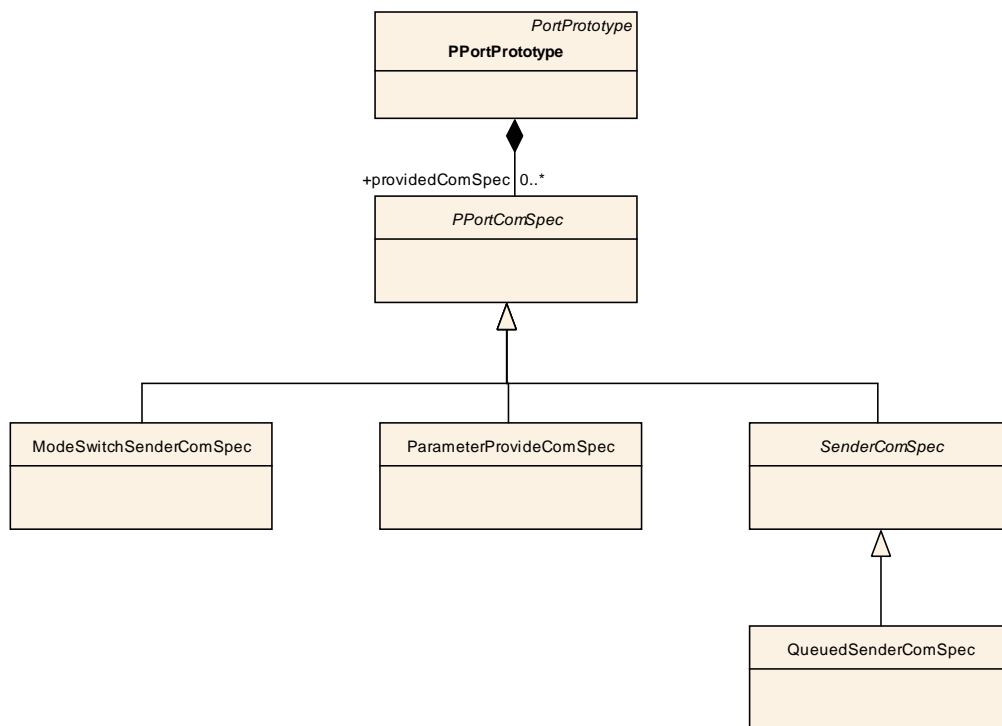 PortPrototype
PPortPrototype
+providedComSpec 0..*
PPortComSpec
ModeSwitchSenderComSpec
ParameterProvideComSpec
SenderComSpec
QueuedSenderComSpec